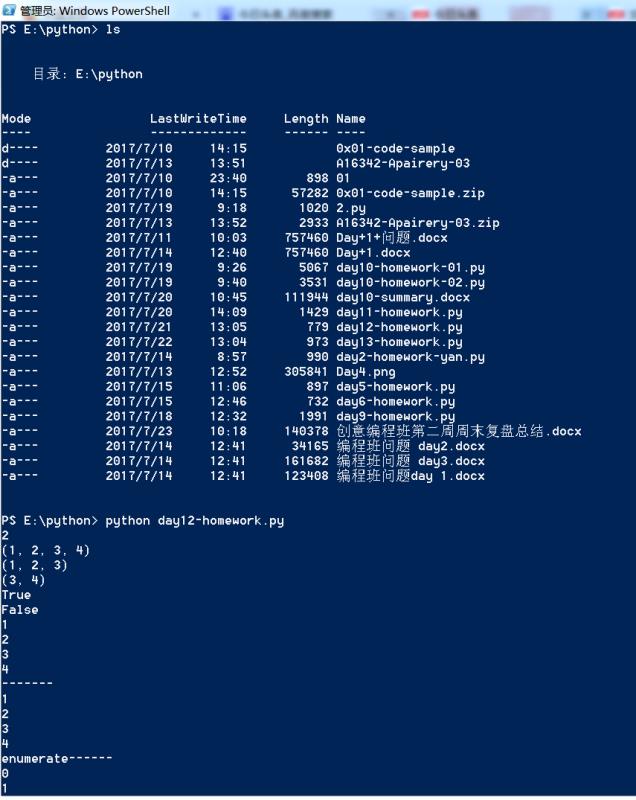 管理员: Windows PowerShell
PS E:\python> ls
目录: E:\python
Mode                LastWriteTime     Length Name
----                -------------     ------ ----
d----         2017/7/10     14:15            0x01-code-sample
d----         2017/7/13     13:51            A16342-Apairery-03
-a---         2017/7/10     23:40        898 01
-a---         2017/7/10     14:15      57282 0x01-code-sample.zip
-a---         2017/7/19      9:18       1020 2.py
-a---         2017/7/13     13:52       2933 A16342-Apairery-03.zip
-a---         2017/7/11     10:03     757460 Day+1+问题.docx
-a---         2017/7/14     12:40     757460 Day+1.docx
-a---         2017/7/19      9:26       5067 day10-homework-01.py
-a---         2017/7/19      9:40       3531 day10-homework-02.py
-a---         2017/7/20     10:45     111944 day10-summary.docx
-a---         2017/7/20     14:09       1429 day11-homework.py
-a---         2017/7/21     13:05        779 day12-homework.py
-a---         2017/7/22     13:04        973 day13-homework.py
-a---         2017/7/14      8:57        990 day2-homework-yan.py
-a---         2017/7/13     12:52     305841 Day4.png
-a---         2017/7/15     11:06        897 day5-homework.py
-a---         2017/7/15     12:46        732 day6-homework.py
-a---         2017/7/18     12:32       1991 day9-homework.py
-a---         2017/7/23     10:18     140378 创意编程班第二周周末复盘总结.docx
-a---         2017/7/14     12:41      34165 编程班问题 day2.docx
-a---         2017/7/14     12:41     161682 编程班问题 day3.docx
-a---         2017/7/14     12:41     123408 编程班问题day 1.docx
PS E:\python> python day12-homework.py
2
(1, 2, 3, 4)
(1, 2, 3)
(3, 4)
True
False
1
2
3
4
-------
1
2
3
4
enumerate------
0
1